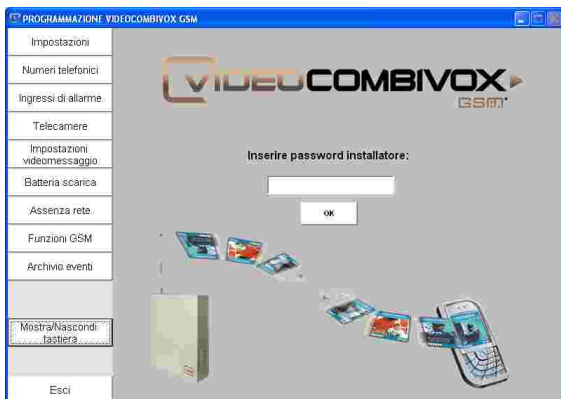 PROGRAMMAZIONE VIDEOCOMBIVOX GSM
Impostazioni
Numeri telefonici
Ingressi di allarme
Telecamere
Impostazioni
videomessaggio
Batteria scarica
Assenza rete
Funzioni GSM
Archivio eventi
Mostra/Nascondi
tastiera
Esci
VIDEOCOMBIVOX
GSM
Inserire password installatore:
OK